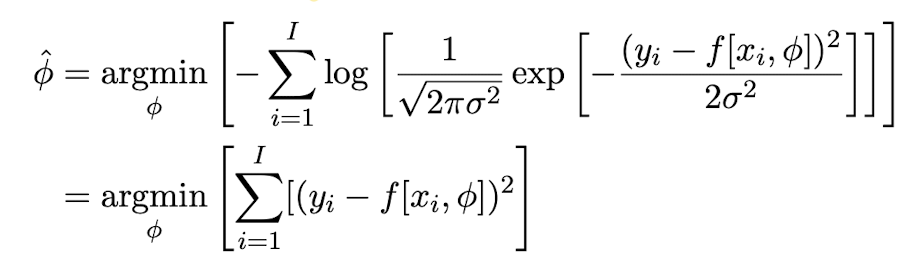 $\hat{\phi} = \underset{\phi}{\operatorname{argmin}} \left[ -\sum_{i=1}^{I} \log \left[ \frac{1}{\sqrt{2\pi\sigma^2}} \exp \left[ -\frac{(y_i - f[x_i, \phi])^2}{2\sigma^2} \right] \right] \right]$
$= \underset{\phi}{\operatorname{argmin}} \left[ \sum_{i=1}^{I} [(y_i - f[x_i, \phi])^2 \right]$